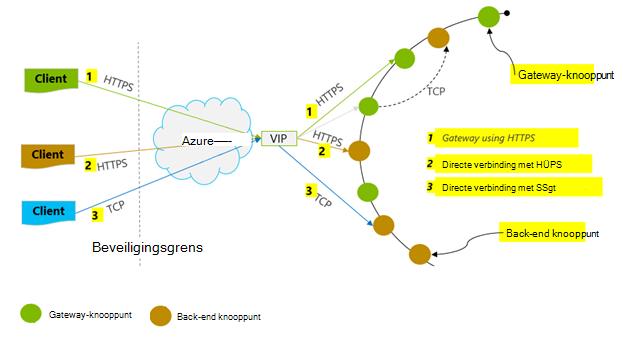 Client
1
HTTPS
Client
2
HTTPS
Client
3
TCP
Beveiligingsgrens
Azure
VIP
1
HTTPS
HTTPS
2
3
TCP
TCP
Gateway-knooppunt
1 Gateway using HTTPS
2 Directe verbinding met HÜPS
3 Directe verbinding met SSgt
Back-end knooppunt
Gateway-knooppunt
Back-end knooppunt